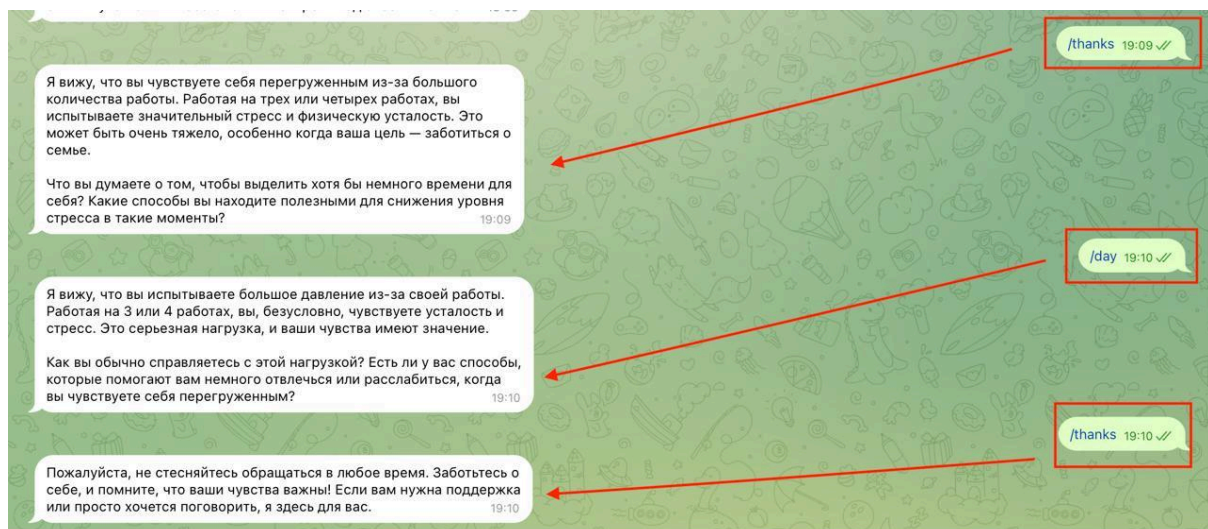 /thanks 19:09
Я вижу, что вы чувствуете себя перегруженным из-за большого
количества работы. Работая на трех или четырех работах, вы
испытываете значительный стресс и физическую усталость. Это
может быть очень тяжело, особенно когда ваша цель — заботиться о
семье.
Что вы думаете о том, чтобы выделить хотя бы немного времени для
себя? Какие способы вы находите полезными для снижения уровня
стресса в такие моменты?
19:09
/day 19:10
Я вижу, что вы испытываете большое давление из-за своей работы.
Работая на 3 или 4 работах, вы, безусловно, чувствуете усталость и
стресс. Это серьезная нагрузка, и ваши чувства имеют значение.
Как вы обычно справляетесь с этой нагрузкой? Есть ли у вас способы,
которые помогают вам немного отвлечься или расслабиться, когда
вы чувствуете себя перегруженным?
19:10
/thanks 19:10
Пожалуйста, не стесняйтесь обращаться в любое время. Заботьтесь о
себе, и помните, что ваши чувства важны! Если вам нужна поддержка
или просто хочется поговорить, я здесь для вас.
19:10